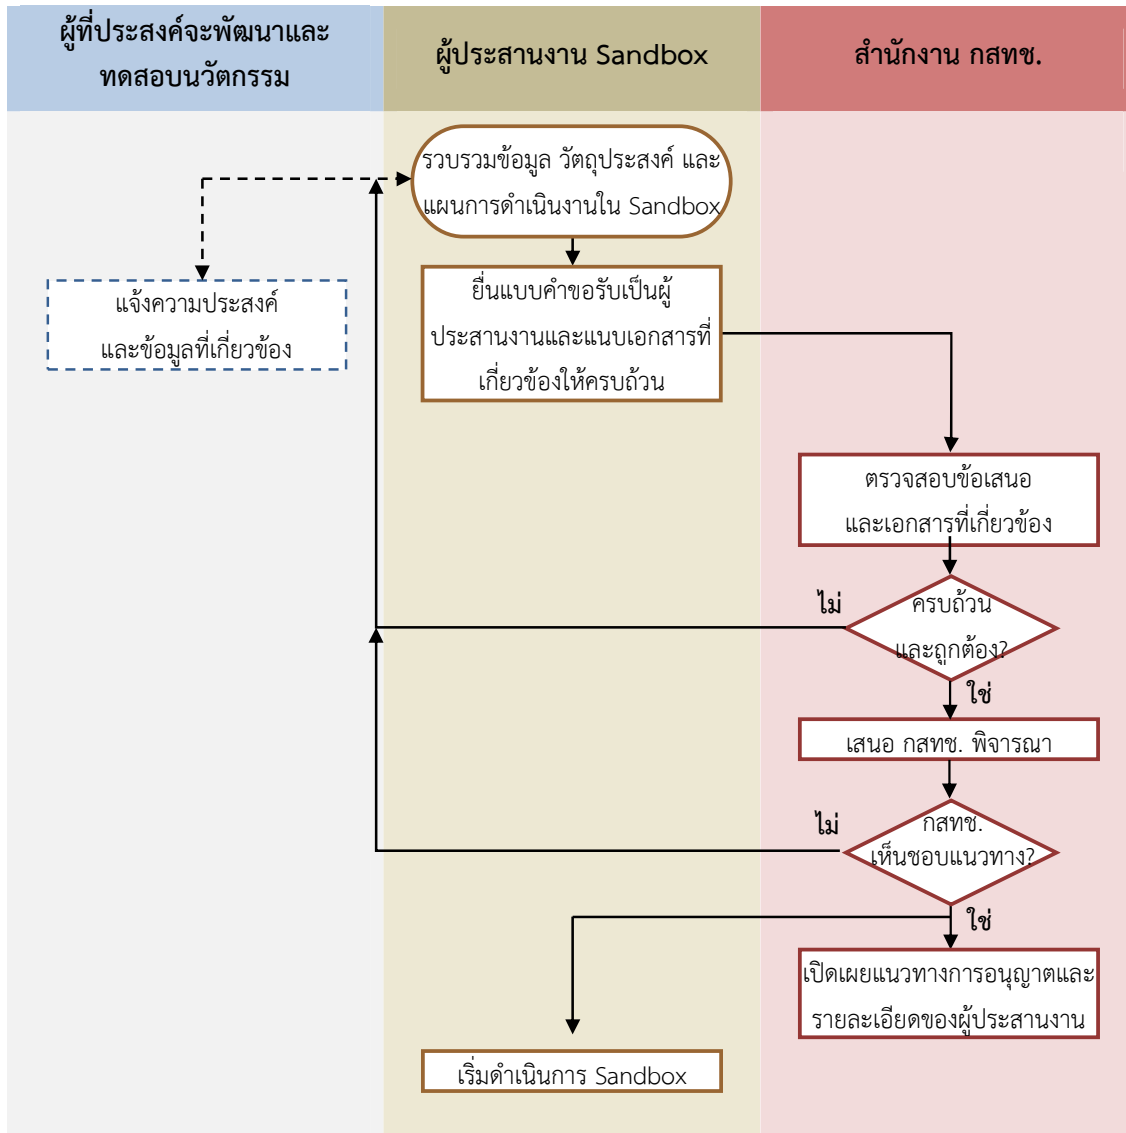 ผู้ที่ประสงค์จะพัฒนาและ
ทดสอบนวัตกรรม
ผู้ประสานงาน Sandbox
สำนักงาน กสทช.
รวบรวมข้อมูล วัตถุประสงค์ และ
แผนการดำเนินงานใน Sandbox
แจ้งความประสงค์
และข้อมูลที่เกี่ยวข้อง
ยื่นแบบคำขอรับเป็นผู้
ประสานงานและแนบเอกสารที่
เกี่ยวข้องให้ครบถ้วน
ตรวจสอบข้อเสนอ
และเอกสารที่เกี่ยวข้อง
ไม่
ครบถ้วน
และถูกต้อง?
ใช่
เสนอ กสทช. พิจารณา
ไม่
กสทช.
เห็นชอบแนวทาง?
ใช่
เปิดเผยแนวทางการอนุญาตและ
รายละเอียดของผู้ประสานงาน
เริ่มดำเนินการ Sandbox